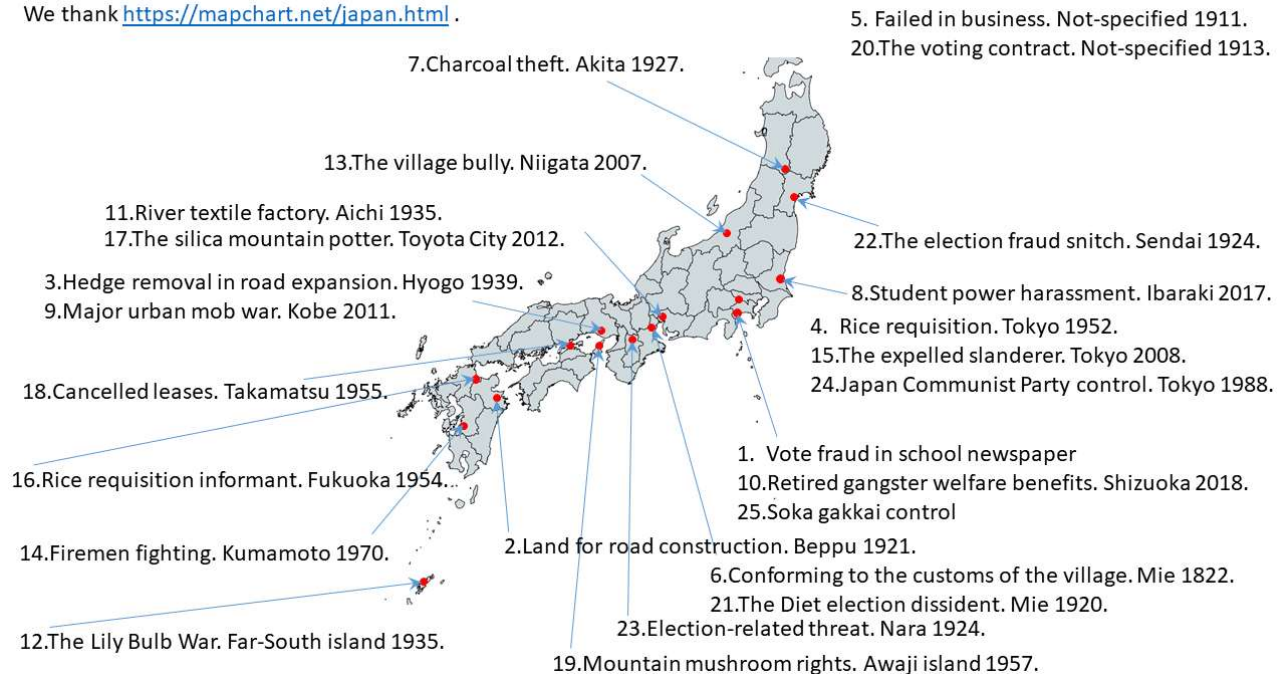 We thank https://mapchart.net/japan.html .
5. Failed in business. Not-specified 1911.
20.The voting contract. Not-specified 1913.
7.Charcoal theft. Akita 1927.
13.The village bully. Niigata 2007.
11.River textile factory. Aichi 1935.
17.The silica mountain potter. Toyota City 2012.
22.The election fraud snitch. Sendai 1924.
3.Hedge removal in road expansion. Hyogo 1939.
9.Major urban mob war. Kobe 2011.
8.Student power harassment. Ibaraki 2017.
4. Rice requisition. Tokyo 1952.
15.The expelled slanderer. Tokyo 2008.
24.Japan Communist Party control. Tokyo 1988.
18.Cancelled leases. Takamatsu 1955.
1. Vote fraud in school newspaper
10.Retired gangster welfare benefits. Shizuoka 2018.
25.Soka gakkai control
16.Rice requisition informant. Fukuoka 1954.
14.Firemen fighting. Kumamoto 1970.
2.Land for road construction. Beppu 1921.
6.Conforming to the customs of the village. Mie 1822.
21.The Diet election dissident. Mie 1920.
23.Election-related threat. Nara 1924.
12.The Lily Bulb War. Far-South island 1935.
19.Mountain mushroom rights. Awaji island 1957.